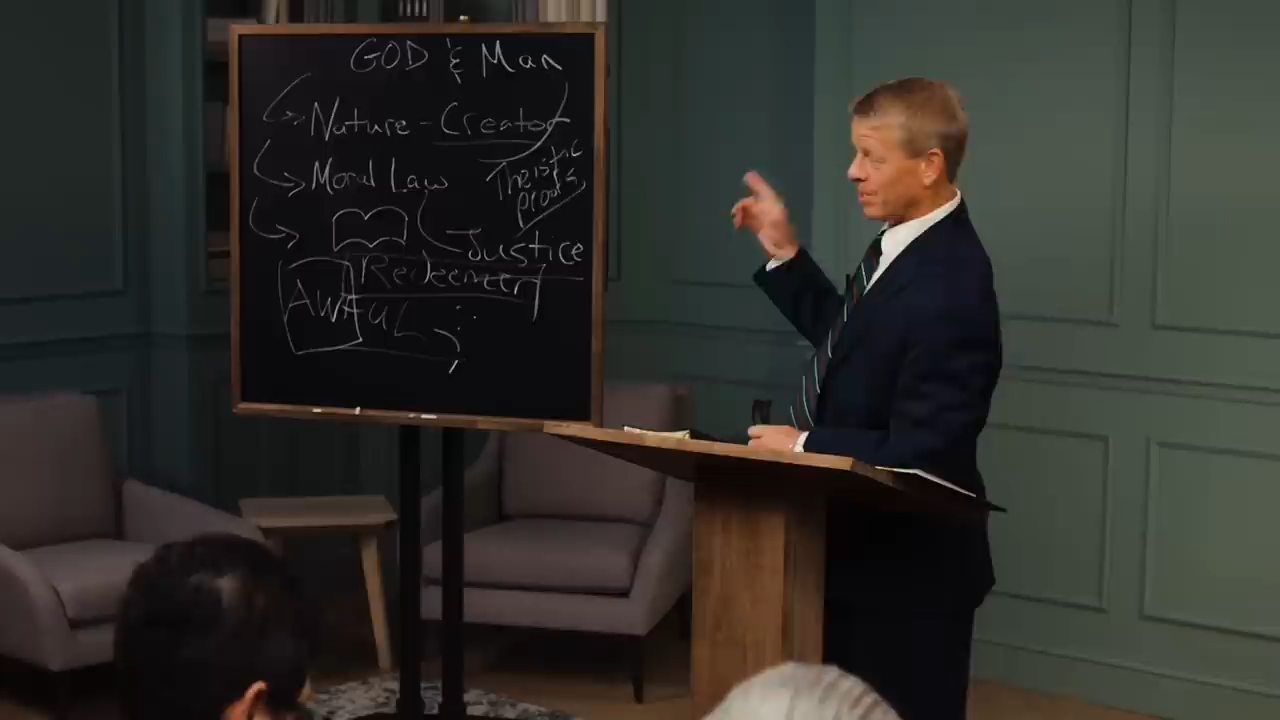 GOD & Man
Nature - Creator
Moral Law
Theistic
proofs
Justice
Redeemer
AWFUL